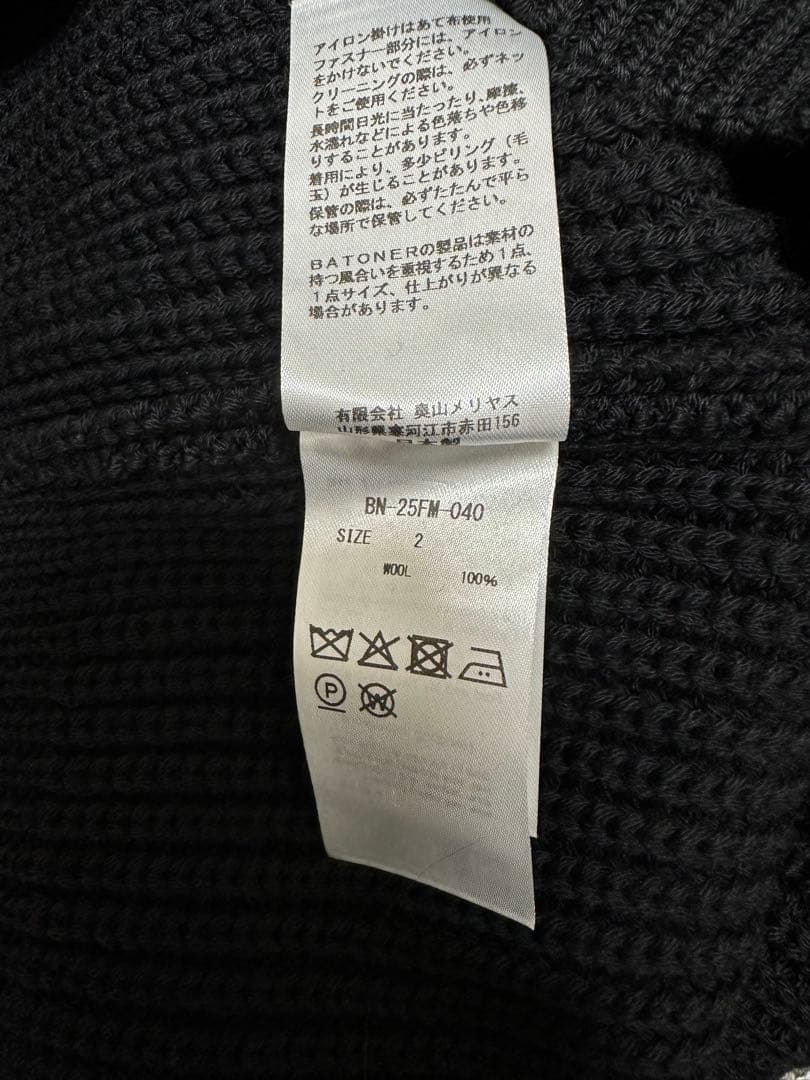 アイロン掛けはあて布使用
ファスナー部分には、アイロン
をかけないでください。
クリーニングの際は、必ずネッ
トをご使用ください。
長時間日光に当たったり、摩擦、
水濡れなどによる色落ちや色移
りすることがあります。
着用により、多少ピリング（毛
玉）が生じることがあります。
保管の際は、必ずたたんで平ら
な場所で保管してください。
BATONERの製品は素材の
持つ風合いを重視するため１点、
１点サイズ、仕上がりが異なる
場合があります。
有限会社 奥山メリヤス
山形県寒河江市赤田156
日本製
BN-25FM-040
SIZE 2
WOOL 100%
P
W